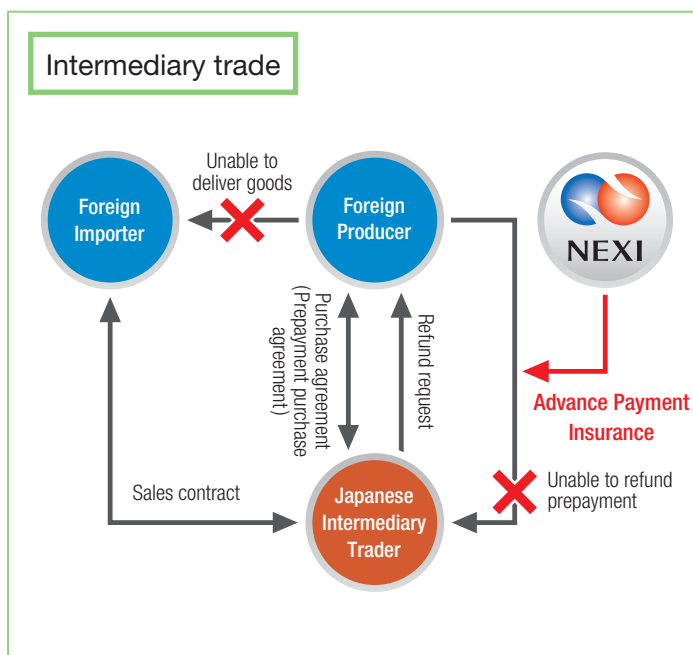 Intermediary trade
Unable to
deliver goods
Foreign
Importer
Foreign
Producer
NEXI
Purchase agreement
(Prepayment purchase
agreement)
Refund request
Advance Payment
Insurance
Sales contract
Japanese
Intermediary
Trader
Unable to refund
prepayment